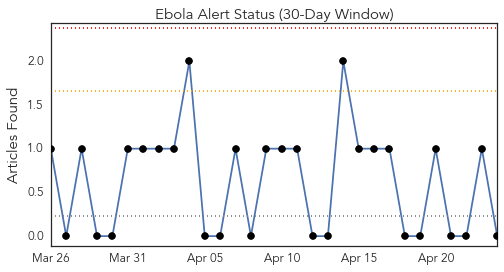 Ebola Alert Status (30-Day Window)
Articles Found
2.0
1.5
1.0
0.5
0.0
Mar 26 Mar 31 Apr 05 Apr 10 Apr 15 Apr 20